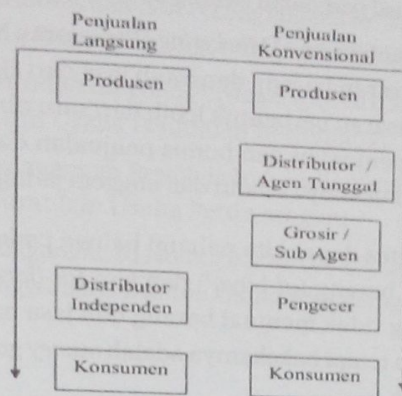 Penjualan
Langsung
Produsen
Distributor
Independen
Konsumen
Penjualan
Konvensional
Produsen
Distributor /
Agen Tunggal
Grosir /
Sub Agen
Pengecer
Konsumen